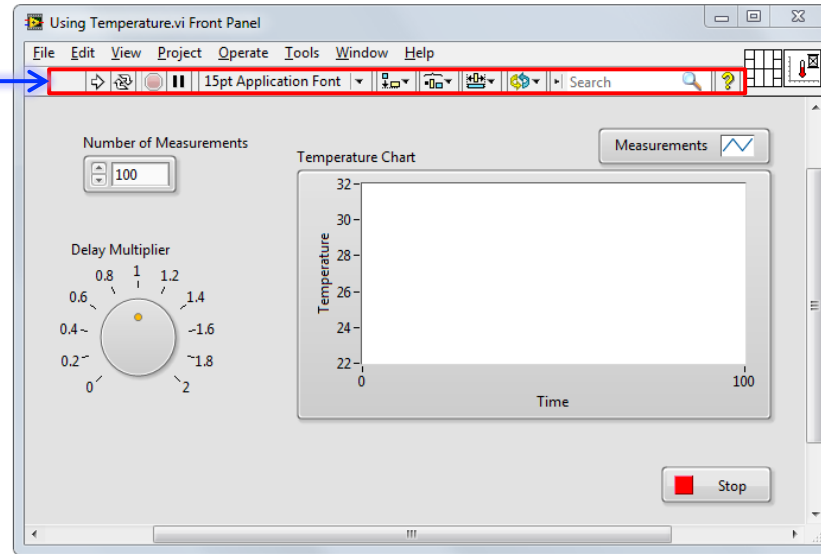 Using Temperature.vi Front Panel
File Edit View Project Operate Tools Window Help
15pt Application Font Search ?
Number of Measurements
100
Temperature Chart
Measurements
Delay Multiplier
0
0.2
0.4
0.6
0.8
1
1.2
1.4
1.6
1.8
2
Temperature
32
30
28
26
24
22
0 100
Time
Stop